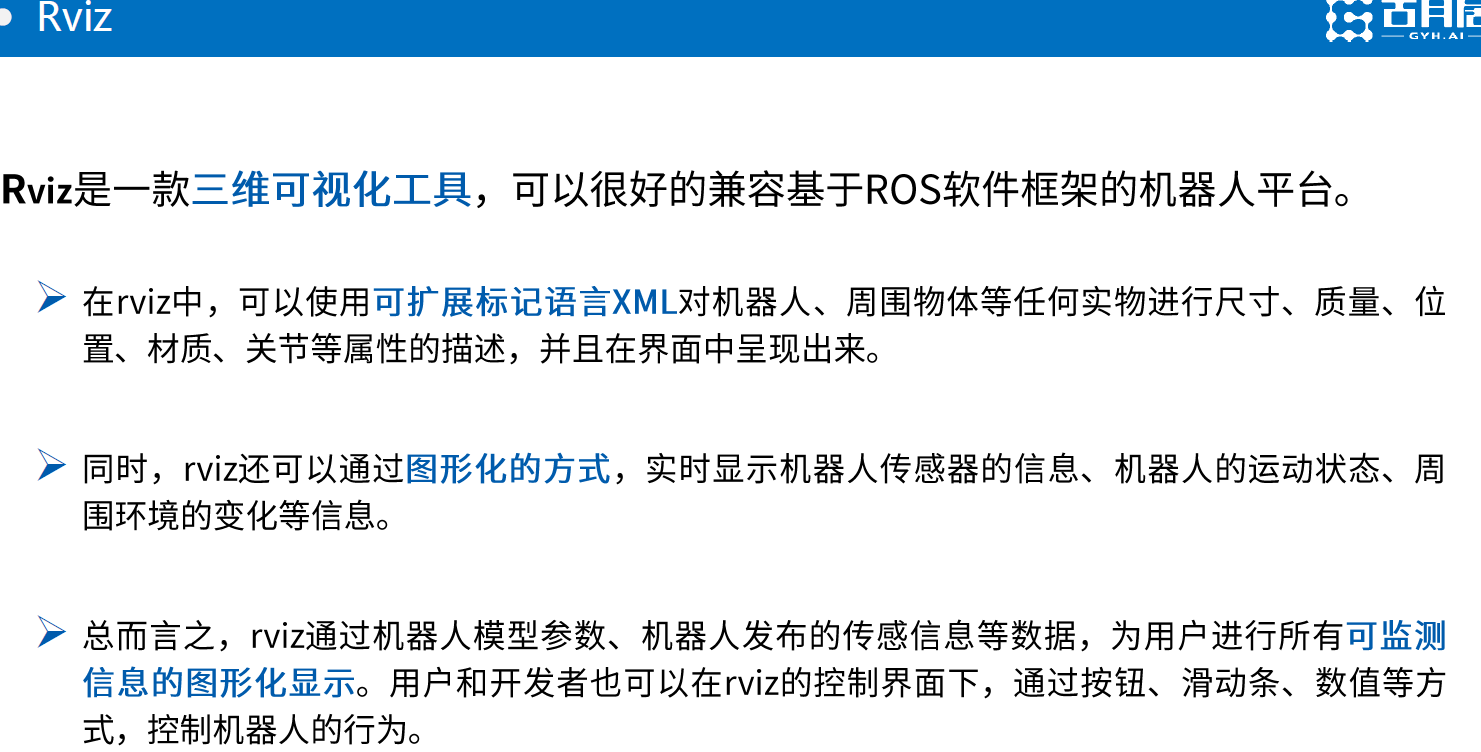 • Rviz
古月居
GYH.AI
Rviz是一款三维可视化工具，可以很好的兼容基于ROS软件框架的机器人平台。
➢ 在rviz中，可以使用可扩展标记语言XML对机器人、周围物体等任何实物进行尺寸、质量、位
置、材质、关节等属性的描述，并且在界面中呈现出来。
➢ 同时，rviz还可以通过图形化的方式，实时显示机器人传感器的信息、机器人的运动状态、周
围环境的变化等信息。
➢ 总而言之，rviz通过机器人模型参数、机器人发布的传感信息等数据，为用户进行所有可监测
信息的图形化显示。用户和开发者也可以在rviz的控制界面下，通过按钮、滑动条、数值等方
式，控制机器人的行为。